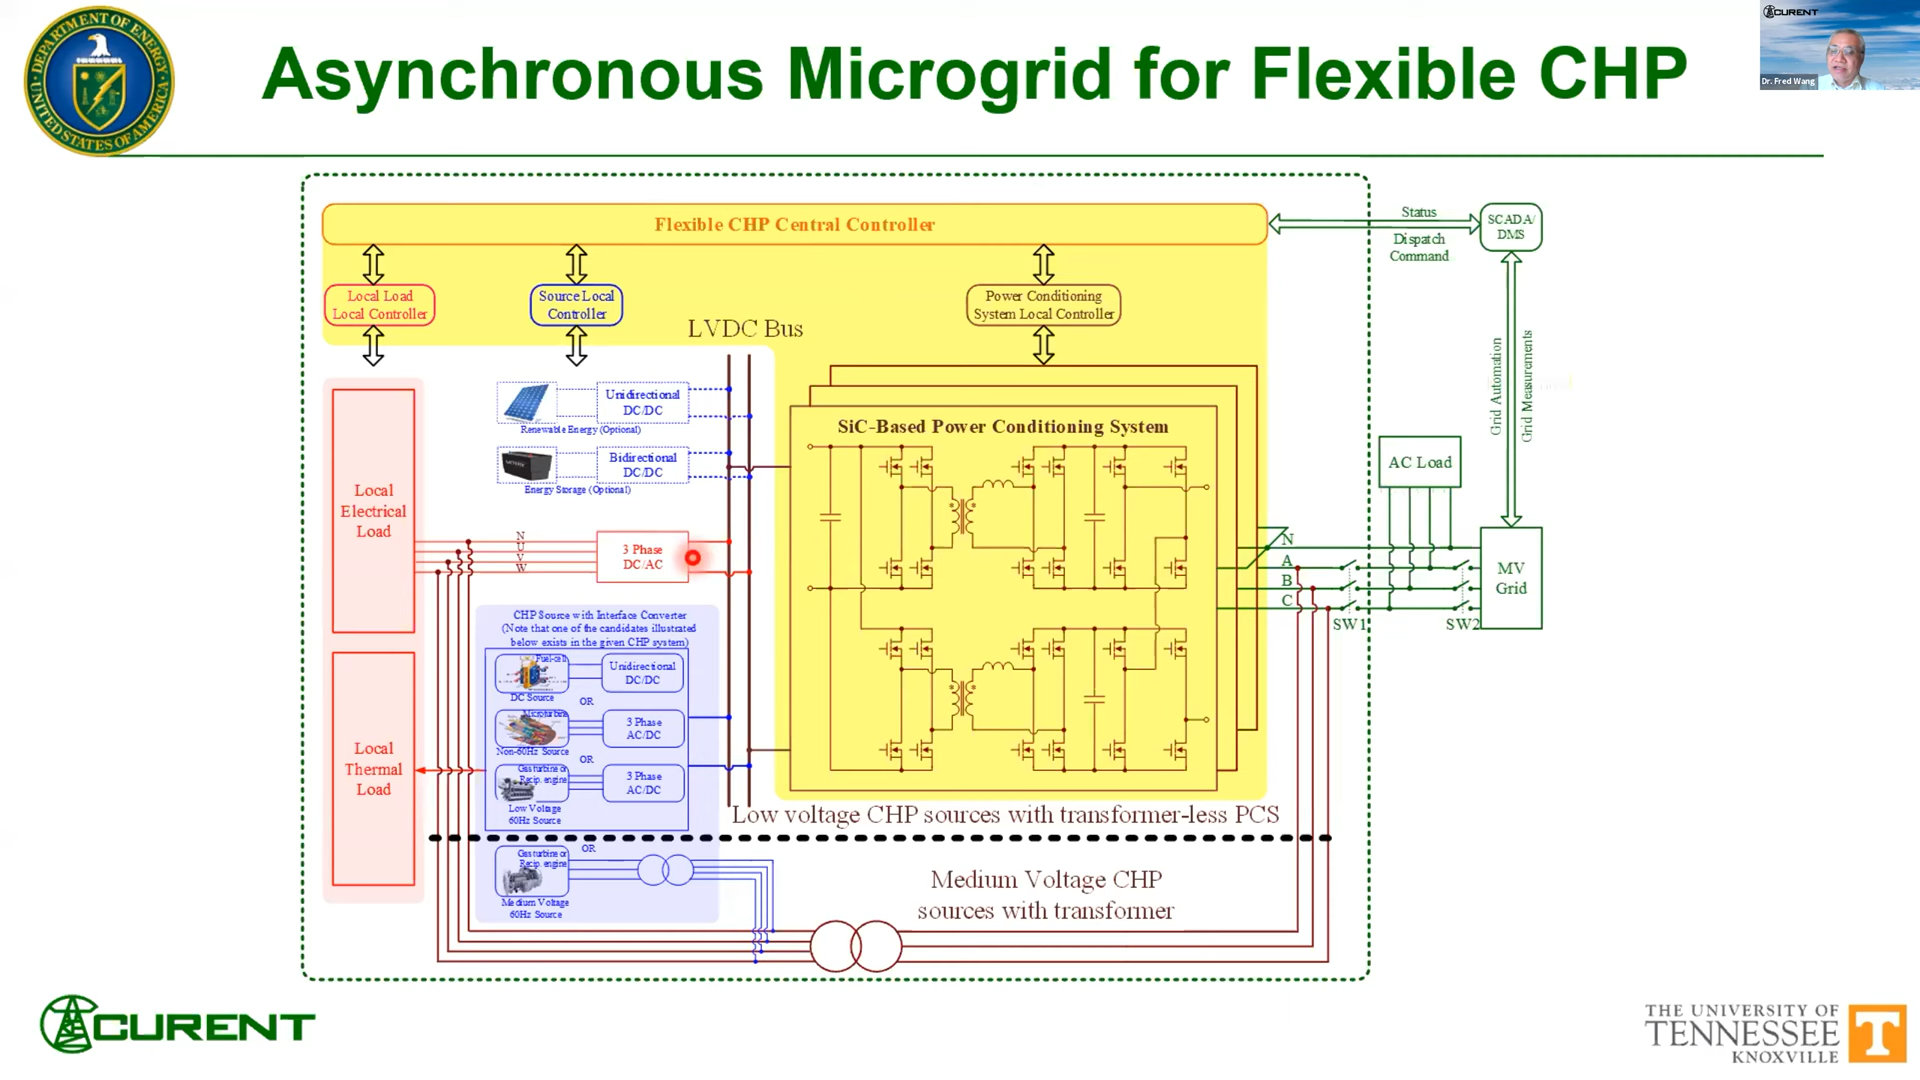 DEPARTMENT OF ENERGY
UNITED STATES OF AMERICA
Asynchronous Microgrid for Flexible CHP
CURENT
Dr. Fred Wang
Flexible CHP Central Controller
Status
Dispatch
Command
SCADA/
DMS
Local Load
Local Controller
Source Local
Controller
Power Conditioning
System Local Controller
LVDC Bus
Grid Automation
Grid Measurements
Unidirectional
DC/DC
Renewable Energy (Optional)
Bidirectional
DC/DC
Energy Storage (Optional)
SiC-Based Power Conditioning System
AC Load
Local
Electrical
Load
N
U
V
W
3 Phase
DC/AC
N
A
B
C
SW1
SW2
MV
Grid
CHP Source with Interface Converter
(Note that one of the candidates illustrated
below exists in the given CHP system)
Fuel-cell
DC Source
Unidirectional
DC/DC
OR
Microturbine
Non-60Hz Source
3 Phase
AC/DC
OR
Gas turbine or
Recip. engine
Low Voltage
60Hz Source
3 Phase
AC/DC
Local
Thermal
Load
Low voltage CHP sources with transformer-less PCS
OR
Gas turbine or
Recip. engine
Medium Voltage
60Hz Source
Medium Voltage CHP
sources with transformer
CURENT
THE UNIVERSITY OF
TENNESSEE
KNOXVILLE
T